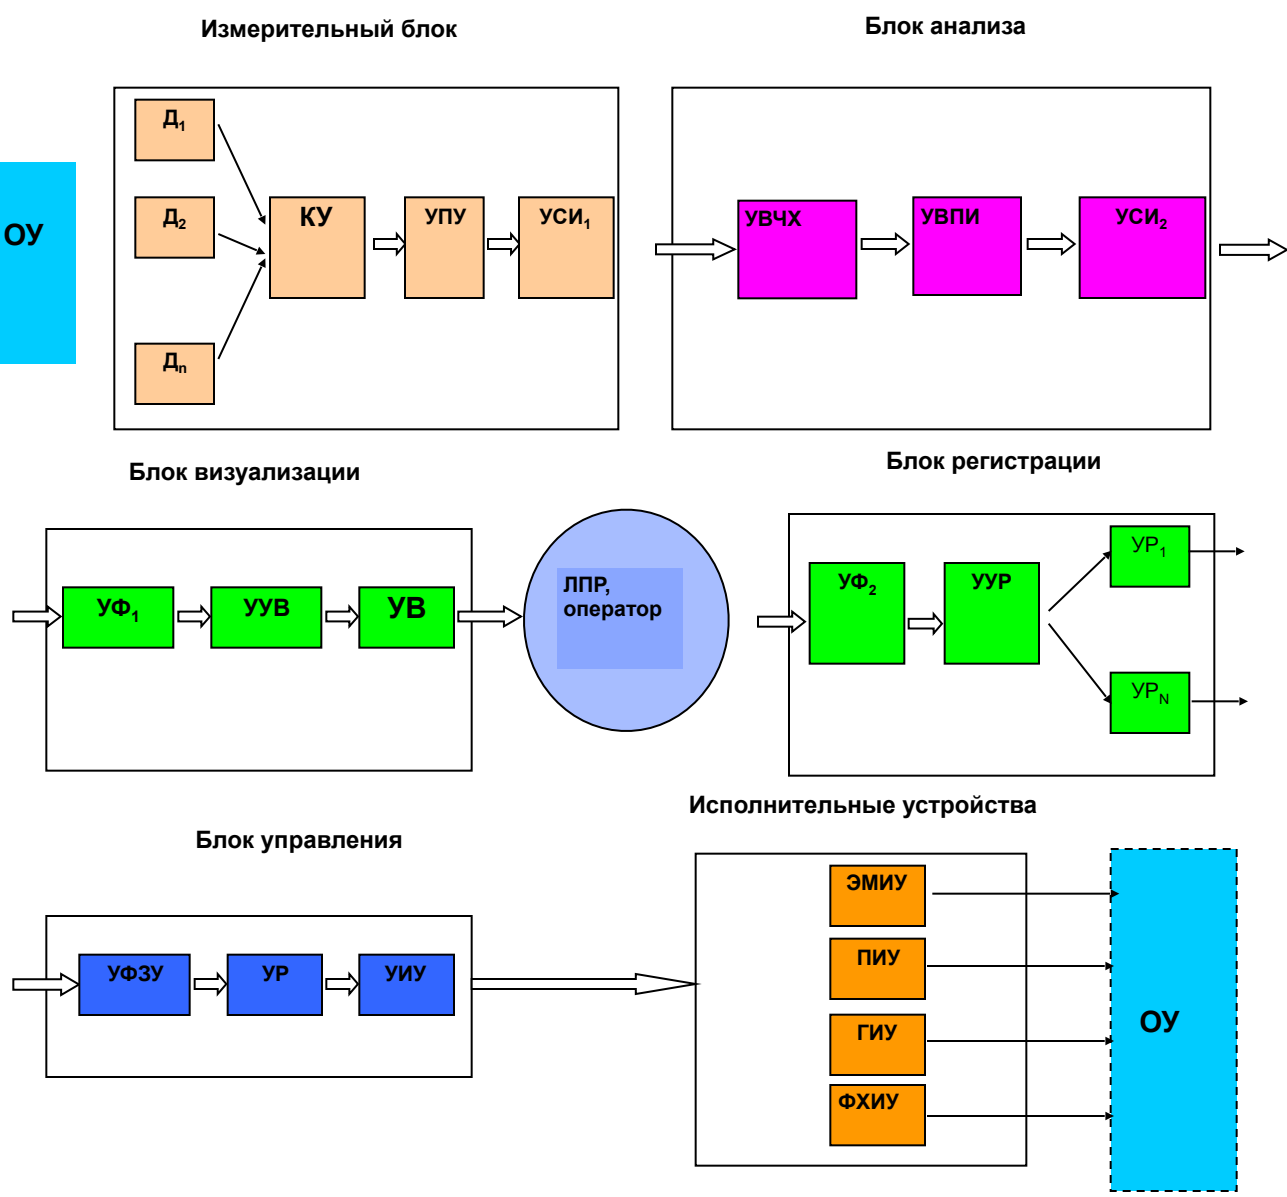 Измерительный блок
Блок анализа
ОУ
Д1
Д2
Дn
КУ
УПУ
УСИ1
УВЧХ
УВПИ
УСИ2
Блок визуализации
Блок регистрации
УФ1
УУВ
УВ
ЛПР,
оператор
УФ2
УУР
УР1
УРN
Исполнительные устройства
Блок управления
УФЗУ
УР
УИУ
ЭМИУ
ПИУ
ГИУ
ФХИУ
ОУ